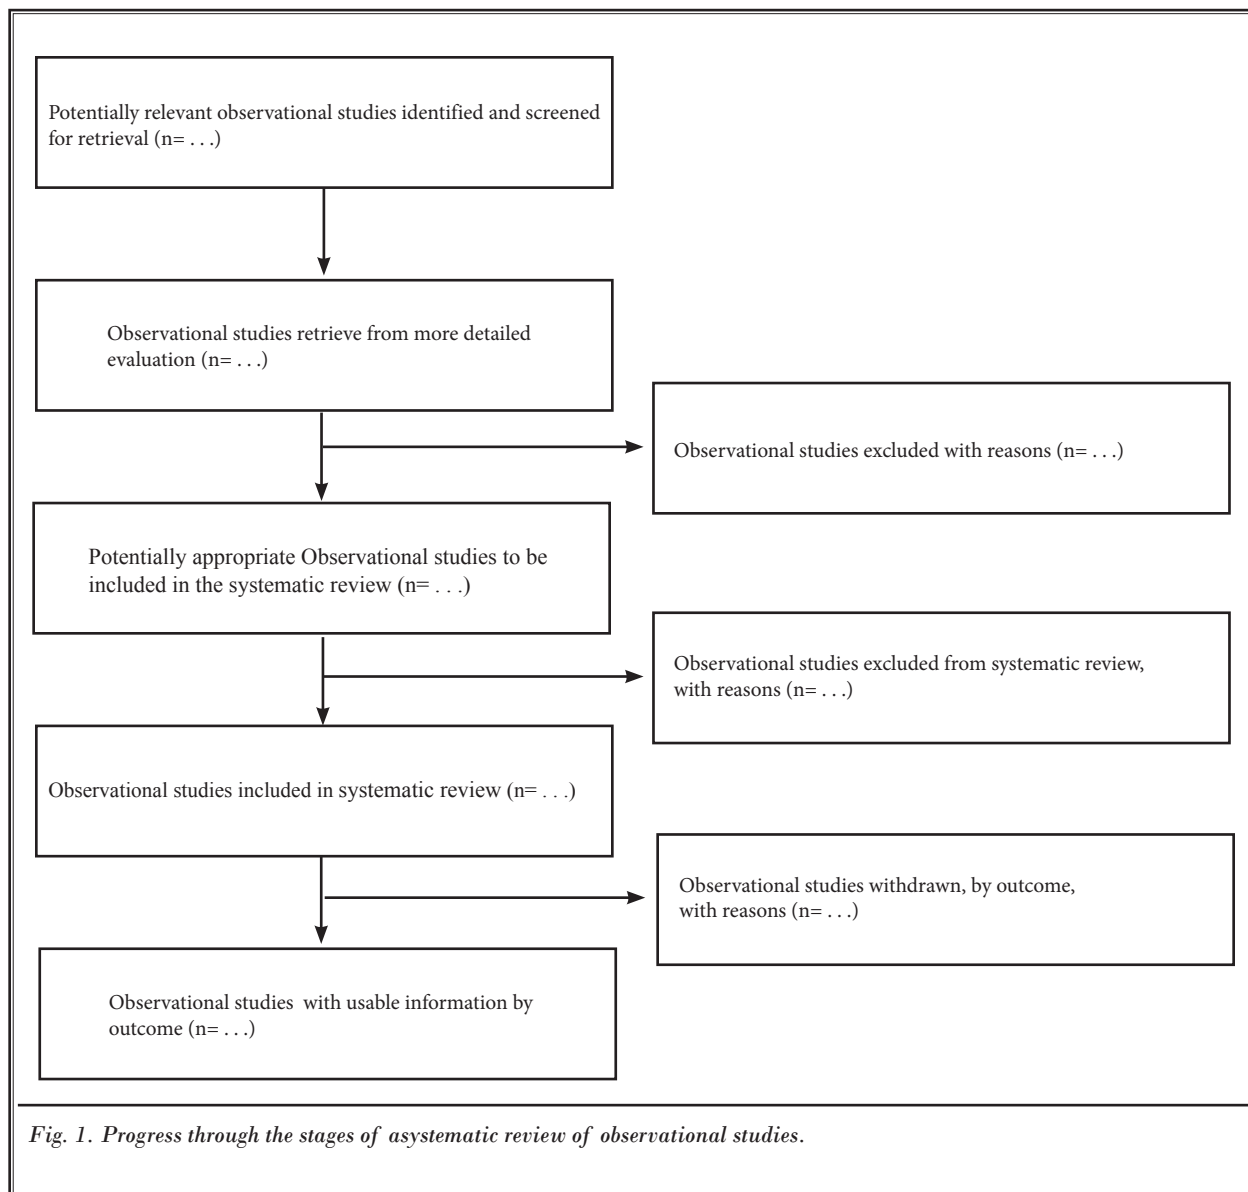 Potentially relevant observational studies identified and screened
for retrieval (n= . . .)
Observational studies retrieve from more detailed
evaluation (n= . . .)
Observational studies excluded with reasons (n= . . .)
Potentially appropriate Observational studies to be
included in the systematic review (n= . . .)
Observational studies excluded from systematic review,
with reasons (n= . . .)
Observational studies included in systematic review (n= . . .)
Observational studies withdrawn, by outcome,
with reasons (n= . . .)
Observational studies with usable information by
outcome (n= . . .)
Fig. 1. Progress through the stages of asystematic review of observational studies.